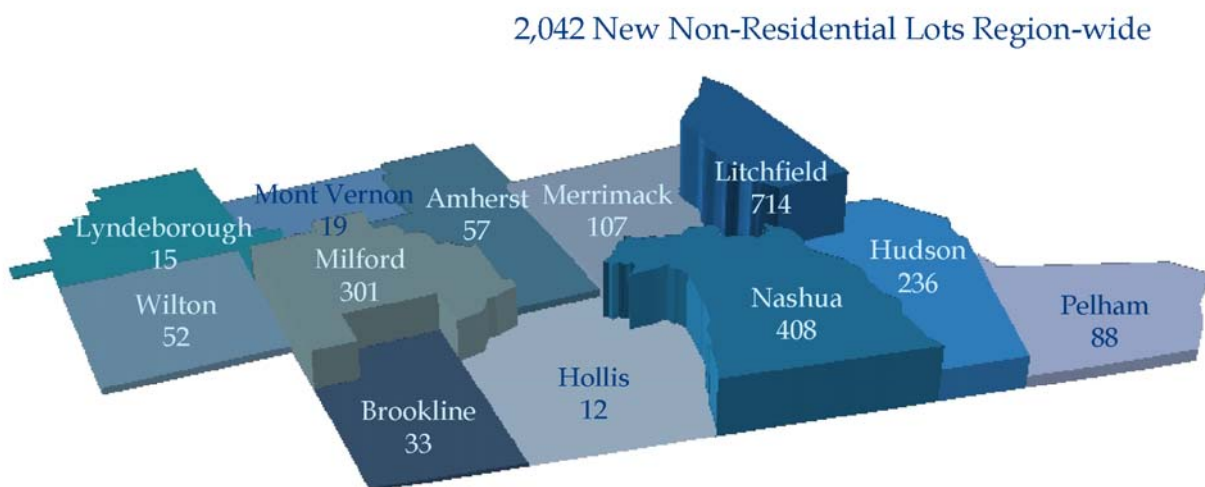 2,042 New Non-Residential Lots Region-wide
Litchfield
714
Mont Vernon
19
Amherst
57
Merrimack
107
Lyndeborough
15
Milford
301
Hudson
236
Wilton
52
Nashua
408
Pelham
88
Hollis
12
Brookline
33